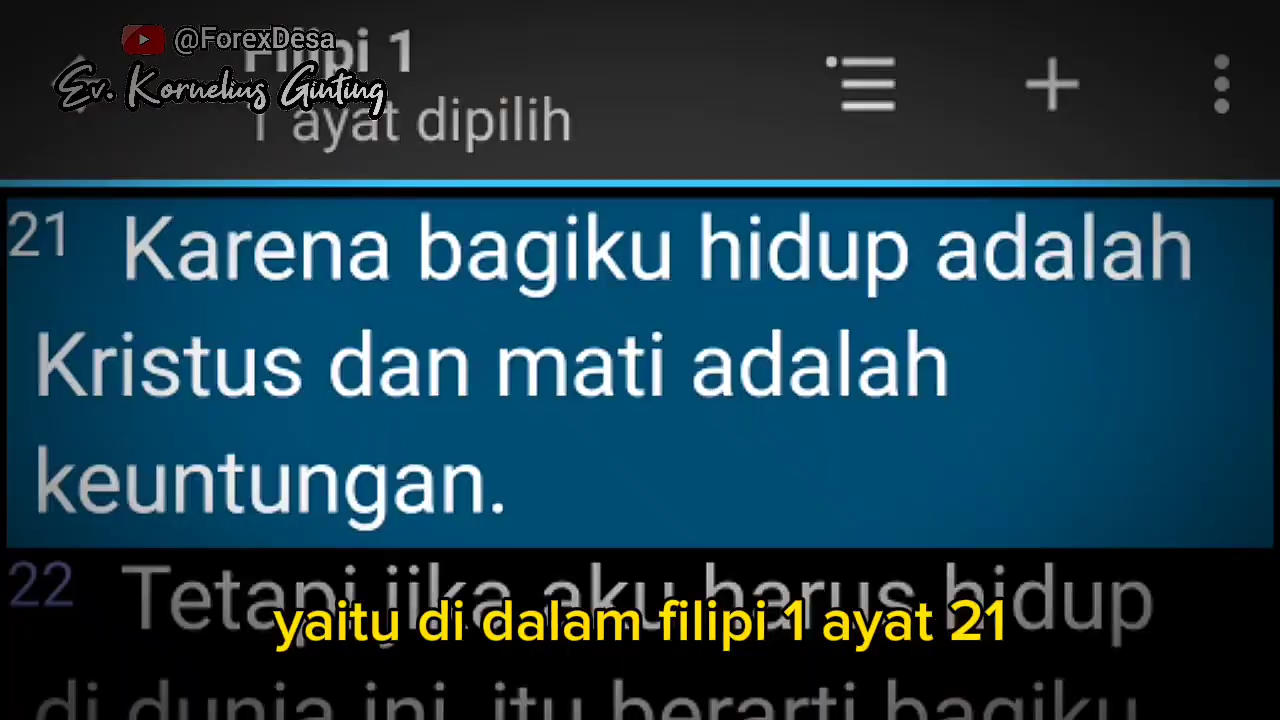 @ForexDesa
Filipi 1
Ev. Kornelius Ginting
1 ayat dipilih
21 Karena bagiku hidup adalah
Kristus dan mati adalah
keuntungan.
22 Tetapi jika aku harus hidup
yaitu di dalam filipi 1 ayat 21
di dunia ini, itu berarti bagiku